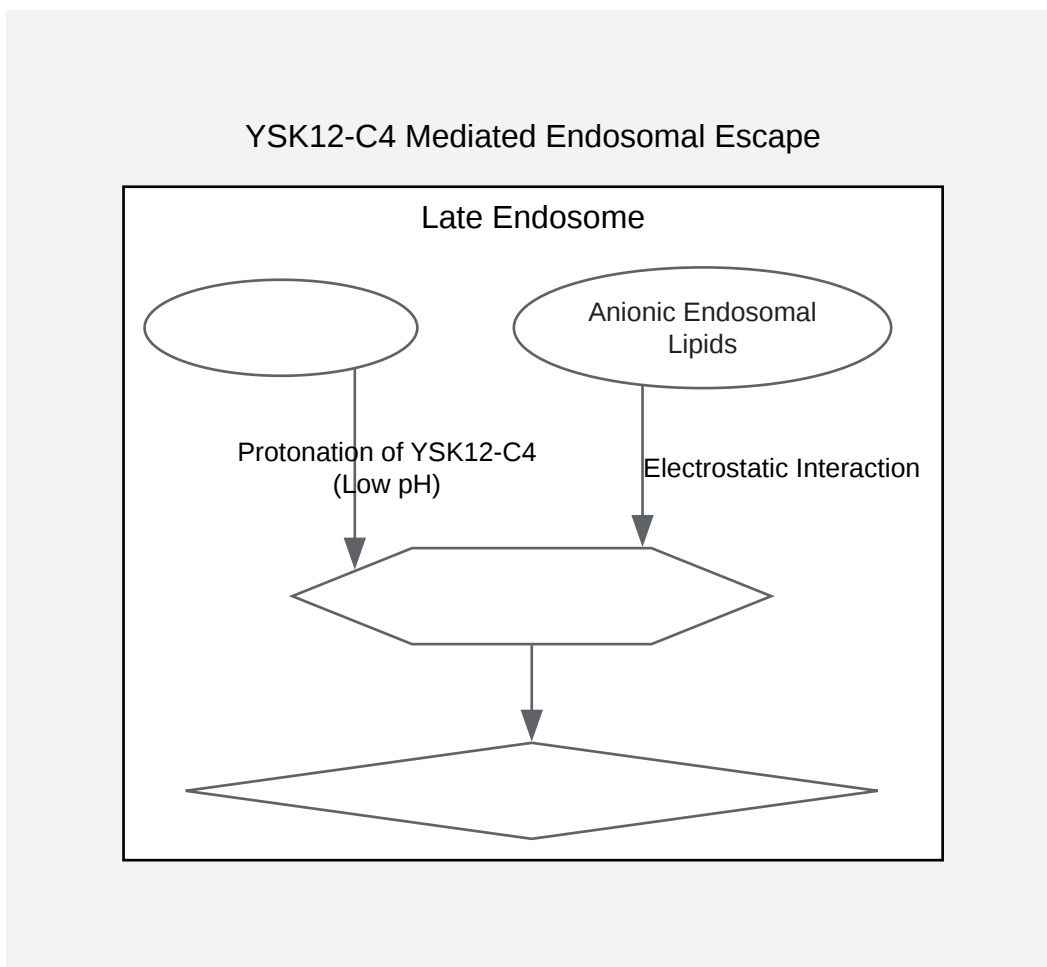 YSK12-C4 Mediated Endosomal Escape
Late Endosome
Anionic Endosomal
Lipids
Protonation of YSK12-C4
(Low pH)
Electrostatic Interaction